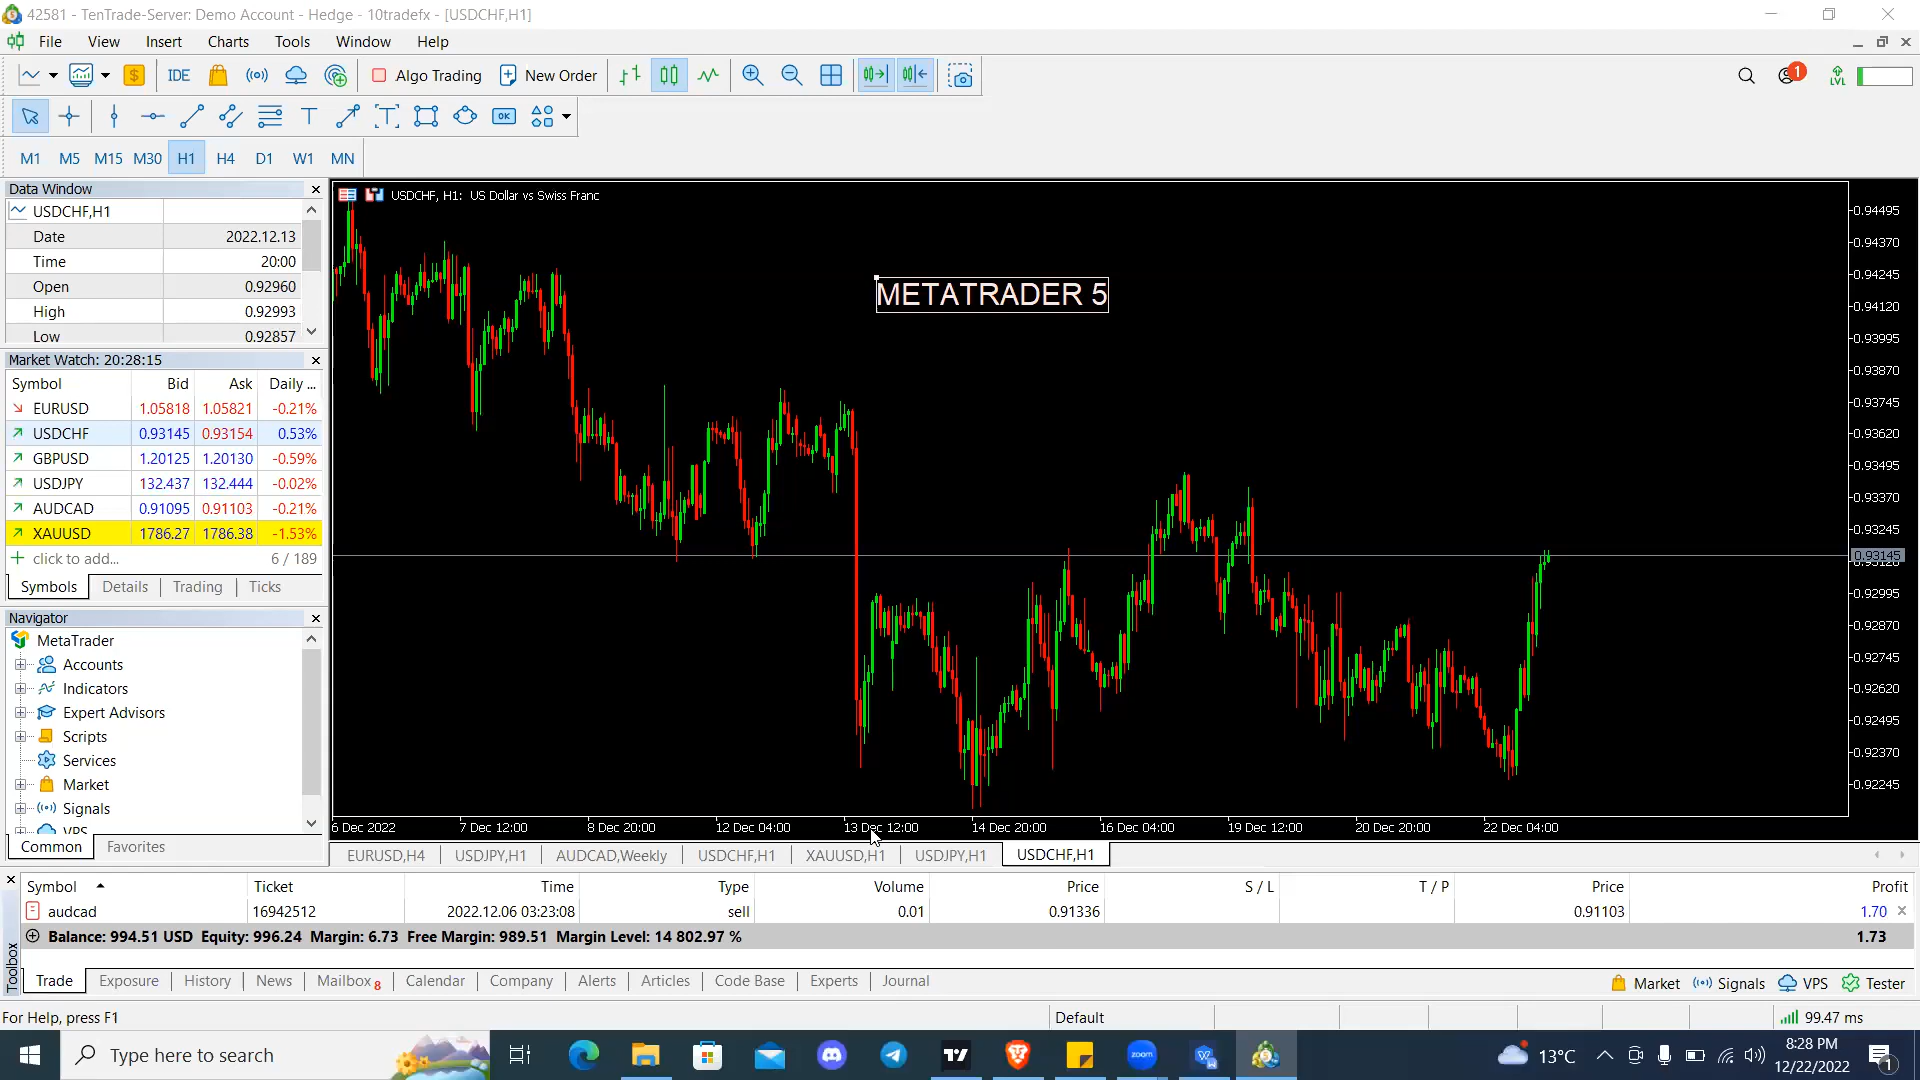 42581 - TenTrade-Server: Demo Account - Hedge - 10tradefx - [USDCHF,H1]
File View Insert Charts Tools Window Help
IDE Algo Trading New Order 1 LVL
T T OK
M1 M5 M15 M30 H1 H4 D1 W1 MN
Data Window
USDCHF,H1
Date 2022.12.13
Time 20:00
Open 0.92960
High 0.92993
Low 0.92857
Market Watch: 20:28:15
Symbol Bid Ask Daily ...
EURUSD 1.05818 1.05821 -0.21%
USDCHF 0.93145 0.93154 0.53%
GBPUSD 1.20125 1.20130 -0.59%
USDJPY 132.437 132.444 -0.02%
AUDCAD 0.91095 0.91103 -0.21%
XAUUSD 1786.27 1786.38 -1.53%
click to add... 6 / 189
Symbols Details Trading Ticks
Navigator
MetaTrader
Accounts
Indicators
Expert Advisors
Scripts
Services
Market
Signals
VPS
Common Favorites
USDCHF, H1: US Dollar vs Swiss Franc
METATRADER 5
0.94495
0.94370
0.94245
0.94120
0.93995
0.93870
0.93745
0.93620
0.93495
0.93370
0.93245
0.93145
0.93120
0.92995
0.92870
0.92745
0.92620
0.92495
0.92370
0.92245
6 Dec 2022 7 Dec 12:00 8 Dec 20:00 12 Dec 04:00 13 Dec 12:00 14 Dec 20:00 16 Dec 04:00 19 Dec 12:00 20 Dec 20:00 22 Dec 04:00
EURUSD,H4 USDJPY,H1 AUDCAD,Weekly USDCHF,H1 XAUUSD,H1 USDJPY,H1 USDCHF,H1
Symbol Ticket Time Type Volume Price S / L T / P Price Profit
audcad 16942512 2022.12.06 03:23:08 sell 0.01 0.91336 0.91103 1.70
Balance: 994.51 USD Equity: 996.24 Margin: 6.73 Free Margin: 989.51 Margin Level: 14 802.97 % 1.73
Toolbox
Trade Exposure History News Mailbox 8 Calendar Company Alerts Articles Code Base Experts Journal Market Signals VPS Tester
For Help, press F1 Default 99.47 ms
Type here to search zoom 13°C 8:28 PM
12/22/2022 1